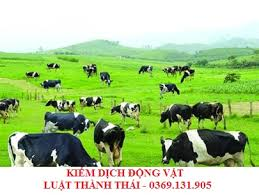 KIỂM DỊCH ĐỘNG VẬT
LUẬT THÀNH THÁI - 0369.131.905